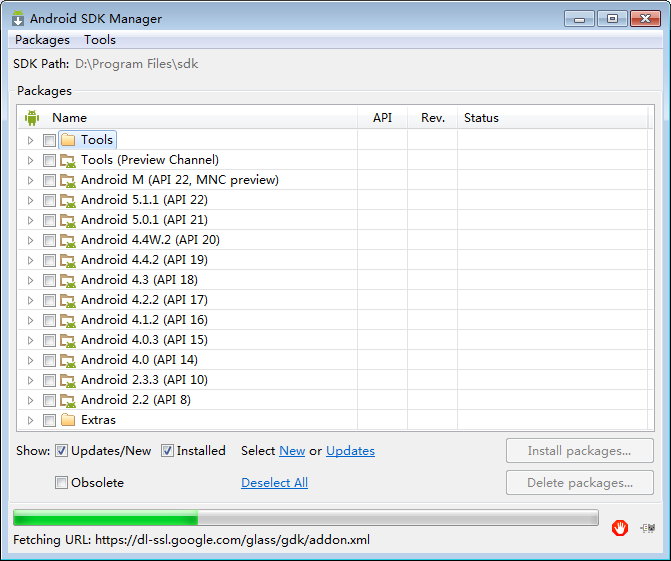 Android SDK Manager
Packages Tools
SDK Path: D:\Program Files\sdk
Packages
Name API Rev. Status
Tools
Tools (Preview Channel)
Android M (API 22, MNC preview)
Android 5.1.1 (API 22)
Android 5.0.1 (API 21)
Android 4.4W.2 (API 20)
Android 4.4.2 (API 19)
Android 4.3 (API 18)
Android 4.2.2 (API 17)
Android 4.1.2 (API 16)
Android 4.0.3 (API 15)
Android 4.0 (API 14)
Android 2.3.3 (API 10)
Android 2.2 (API 8)
Extras
Show: Updates/New Installed Select New or Updates Install packages...
Obsolete Deselect All Delete packages...
Fetching URL: https://dl-ssl.google.com/glass/gdk/addon.xml